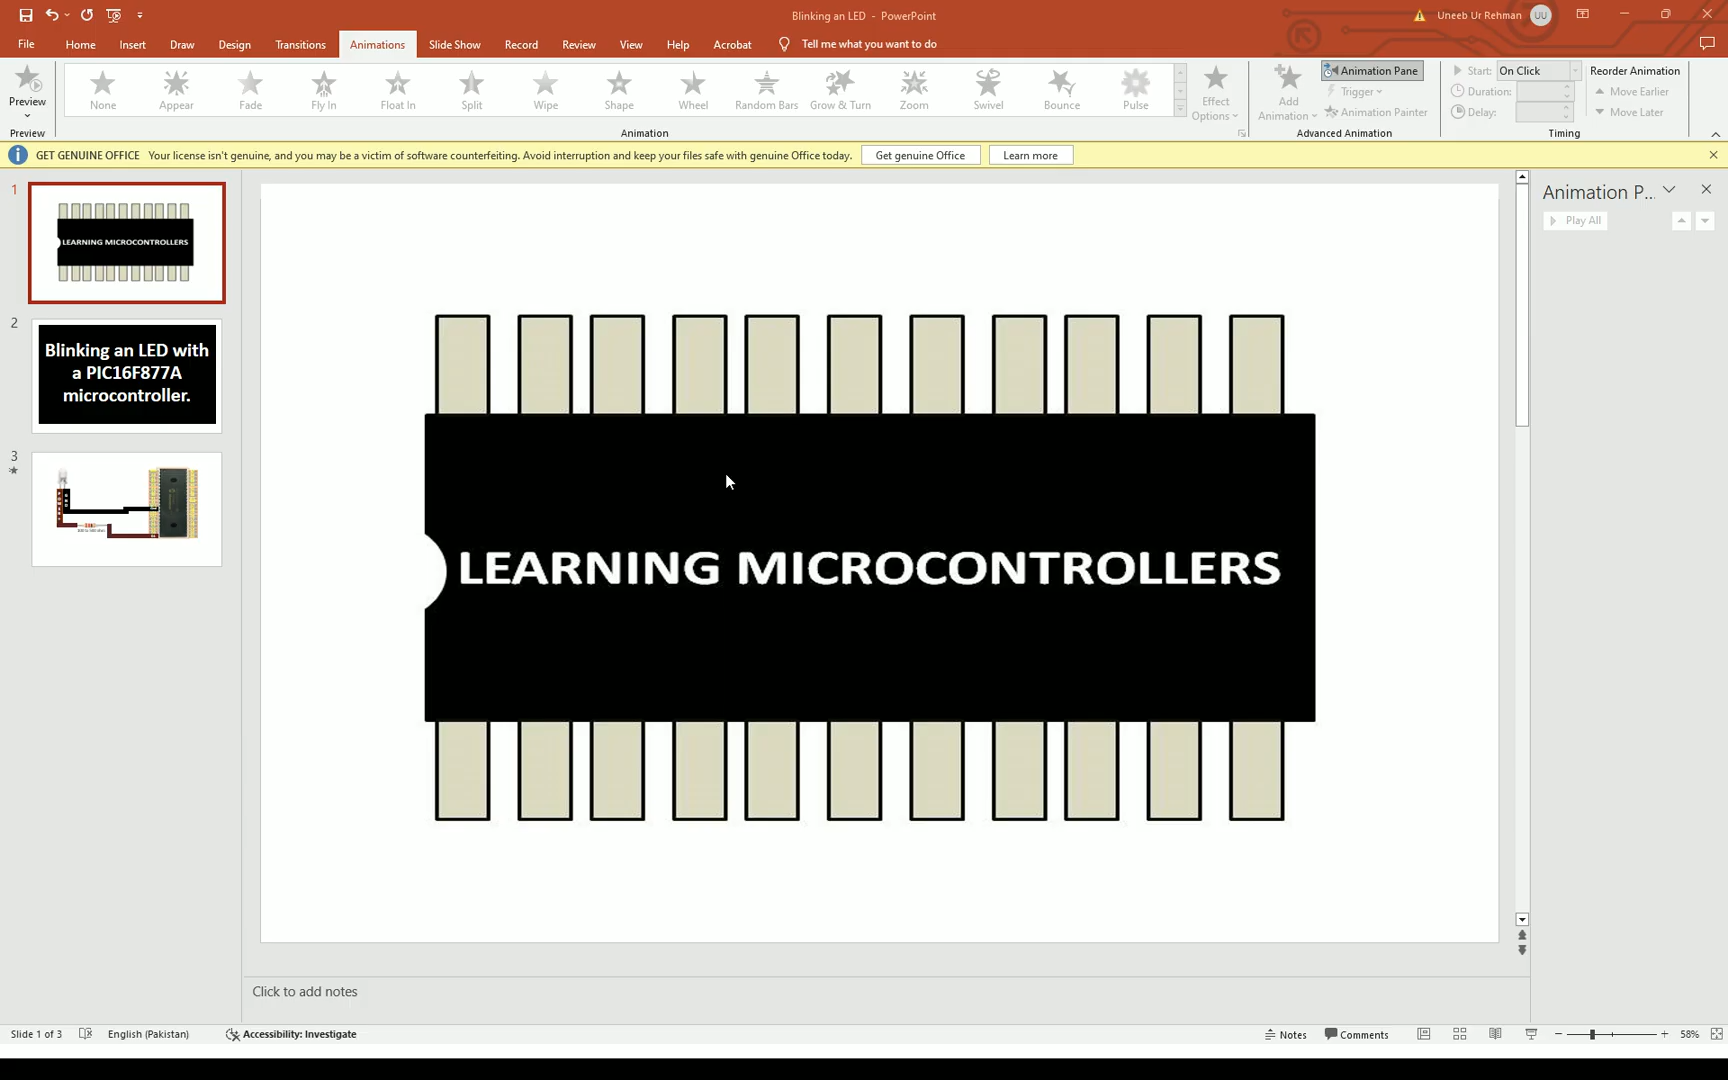 Blinking an LED - PowerPoint
Uneeb Ur Rehman UU
File Home Insert Draw Design Transitions Animations Slide Show Record Review View Help Acrobat Tell me what you want to do
Preview
None Appear Fade Fly In Float In Split Wipe Shape Wheel Random Bars Grow & Turn Zoom Swivel Bounce Pulse
Effect Options
Add Animation
Animation Pane
Trigger
Animation Painter
Start: On Click
Duration:
Delay:
Reorder Animation
Move Earlier
Move Later
Preview Animation Advanced Animation Timing
GET GENUINE OFFICE Your license isn't genuine, and you may be a victim of software counterfeiting. Avoid interruption and keep your files safe with genuine Office today. Get genuine Office Learn more
1
LEARNING MICROCONTROLLERS
2
Blinking an LED with
a PIC16F877A
microcontroller.
3
LEARNING MICROCONTROLLERS
Animation P...
Play All
Click to add notes
Slide 1 of 3 English (Pakistan) Accessibility: Investigate Notes Comments 58%